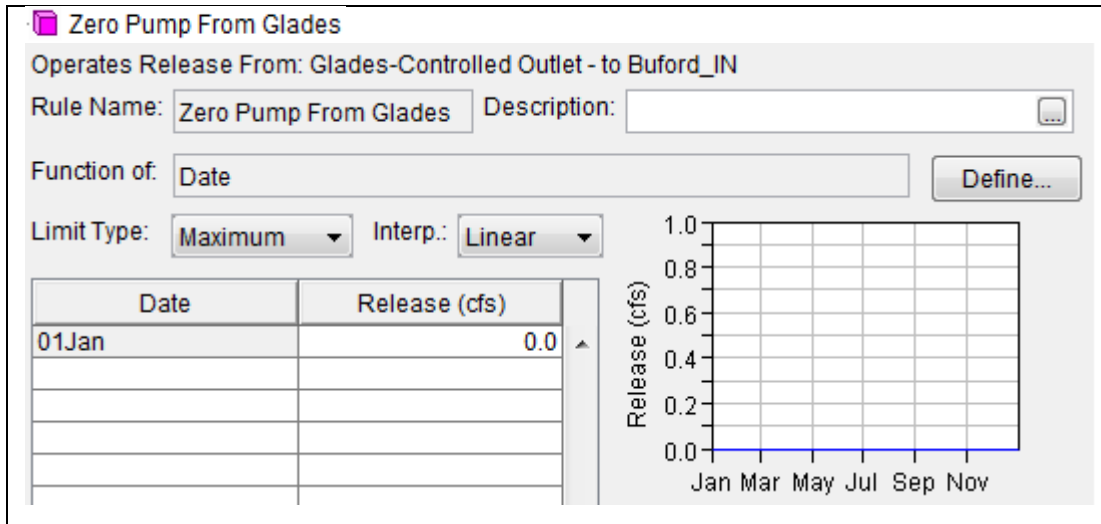 Zero Pump From Glades
Operates Release From: Glades-Controlled Outlet - to Buford_IN
Rule Name: Zero Pump From Glades Description: ...
Function of: Date Define...
Limit Type: Maximum Interp.: Linear
Date Release (cfs)
01Jan 0.0
Release (cfs)
1.0
0.8
0.6
0.4
0.2
0.0
Jan Mar May Jul Sep Nov